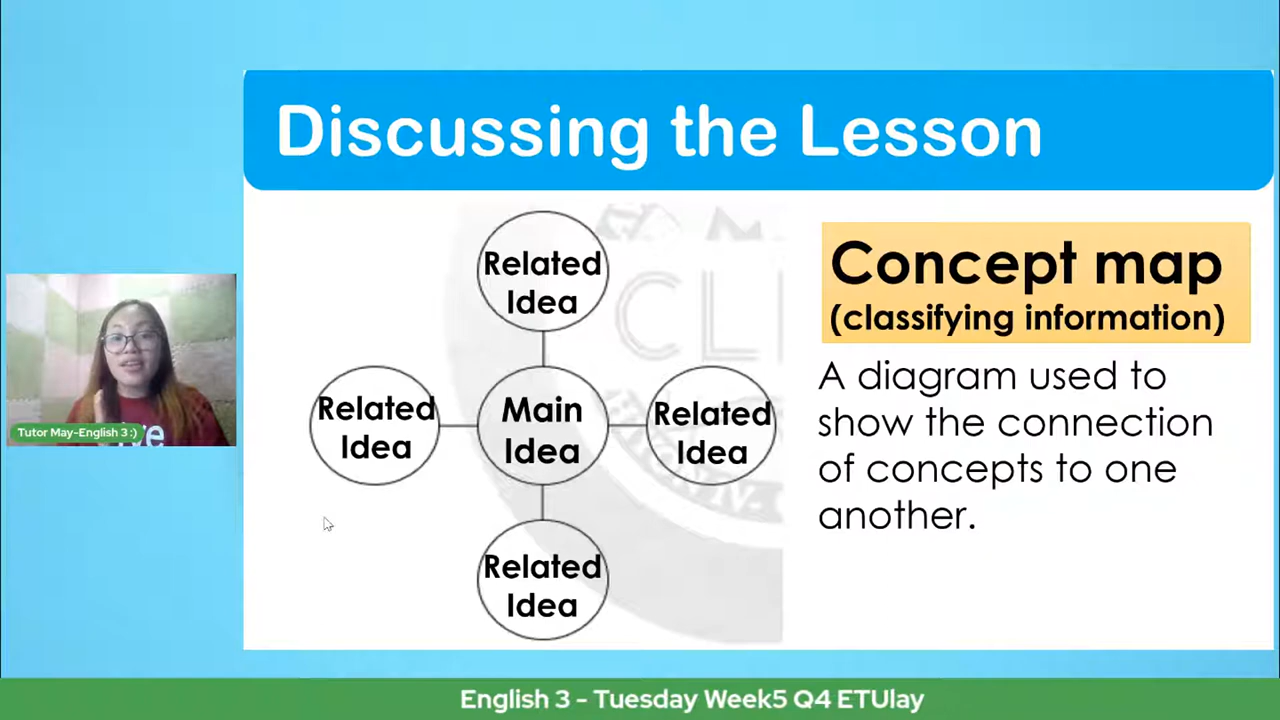 Discussing the Lesson
Related
Idea
Related
Idea
Main
Idea
Related
Idea
Related
Idea
Concept map
(classifying information)
A diagram used to
show the connection
of concepts to one
another.
Tutor May-English 3 :)
English 3 - Tuesday Week5 Q4 ETUlay